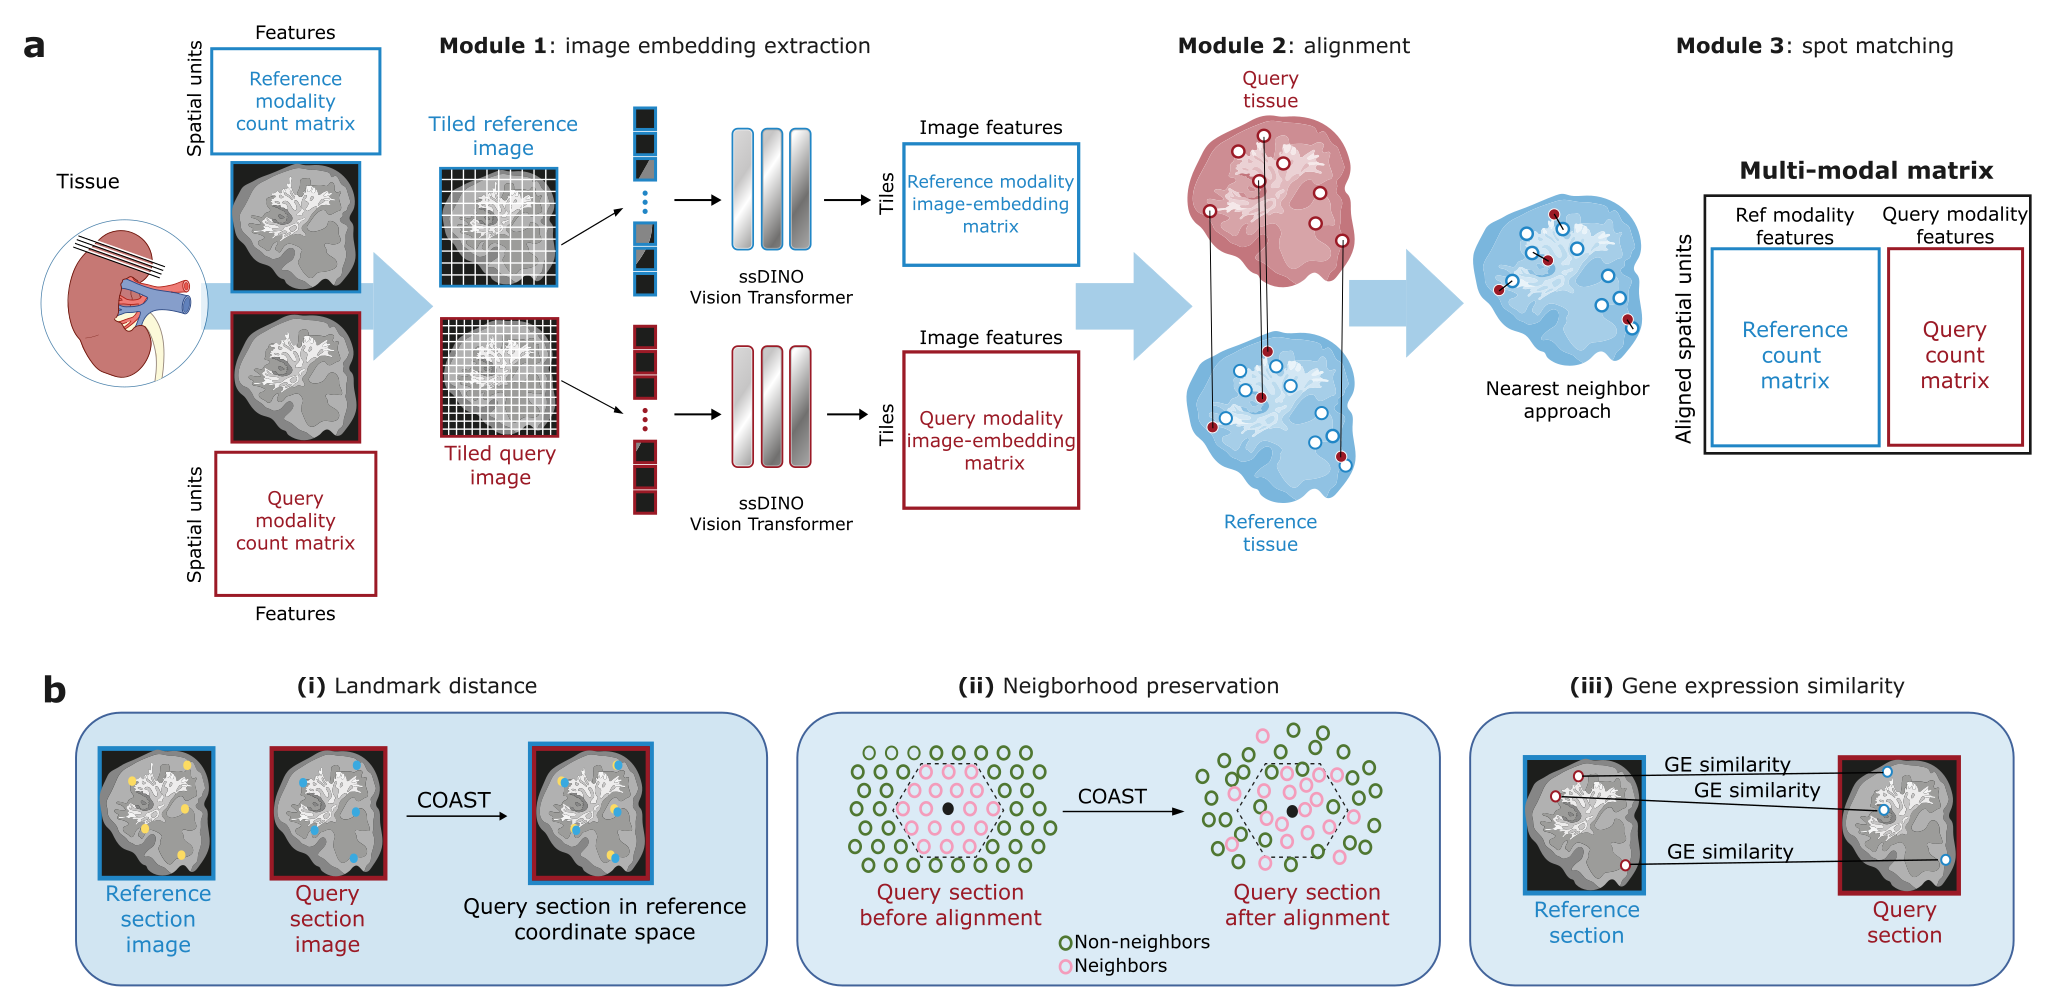 a
Features
Spatial units
Reference
modality
count matrix
Tissue
Query
modality
count matrix
Spatial units
Features
Module 1: image embedding extraction
Tiled reference
image
ssDINO
Vision Transformer
Image features
Tiles
Reference modality
image-embedding
matrix
Tiled query
image
ssDINO
Vision Transformer
Image features
Tiles
Query modality
image-embedding
matrix
Module 2: alignment
Query
tissue
Reference
tissue
Module 3: spot matching
Nearest neighbor
approach
Multi-modal matrix
Ref modality
features
Query modality
features
Aligned spatial units
Reference
count
matrix
Query
count
matrix
b
(i) Landmark distance
Reference
section
image
Query
section
image
COAST
Query section in reference
coordinate space
(ii) Neigborhood preservation
Query section
before alignment
COAST
Query section
after alignment
Non-neighbors
Neighbors
(iii) Gene expression similarity
GE similarity
GE similarity
GE similarity
Reference
section
Query
section